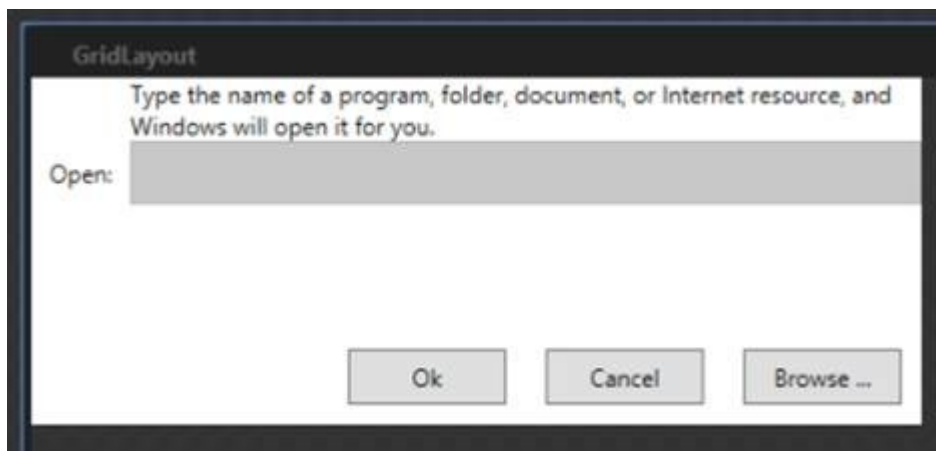 GridLayout
Type the name of a program, folder, document, or Internet resource, and
Windows will open it for you.
Open:
Ok Cancel Browse ...